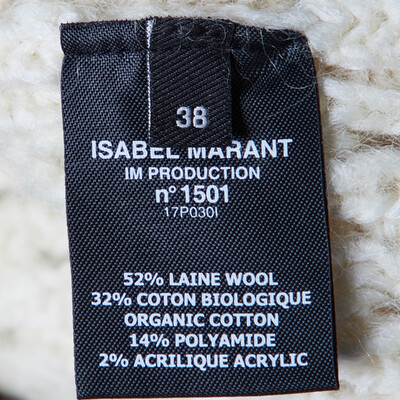 38
ISABEL MARANT
IM PRODUCTION
n° 1501
17P030I
52% LAINE WOOL
32% COTON BIOLOGIQUE
ORGANIC COTTON
14% POLYAMIDE
2% ACRILIQUE ACRYLIC